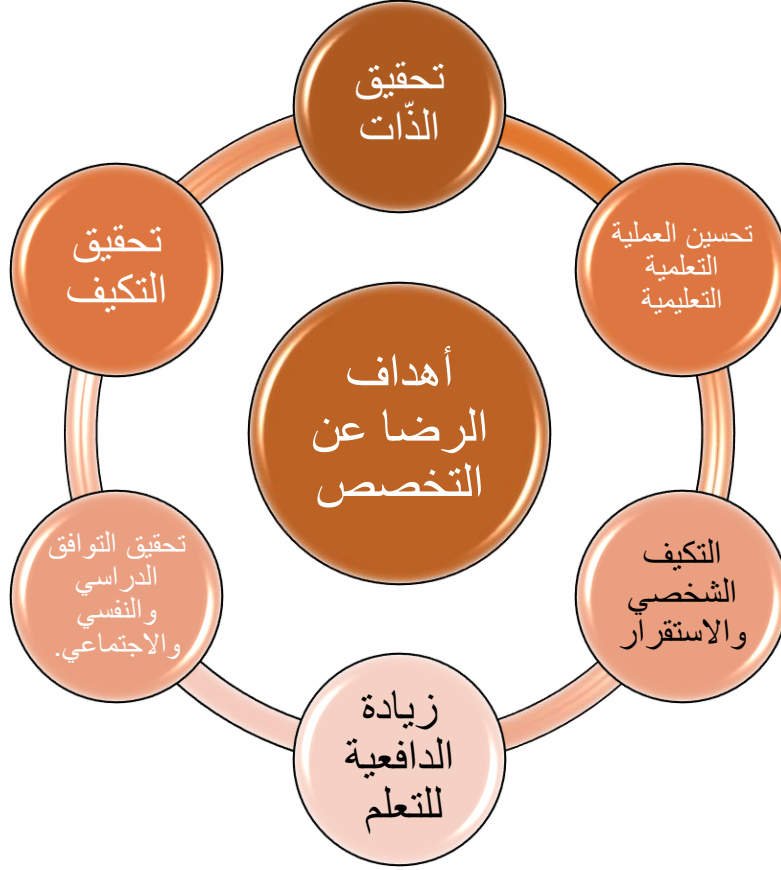 تحقيق
الذّات
تحسين العملية
التعلمية
التعليمية
التكيف
الشخصي
والاستقرار
زيادة
الدافعية
للتعلم
تحقيق التوافق
الدراسي
والنفسي
والاجتماعي.
تحقيق
التكيف
أهداف
الرضا عن
التخصص